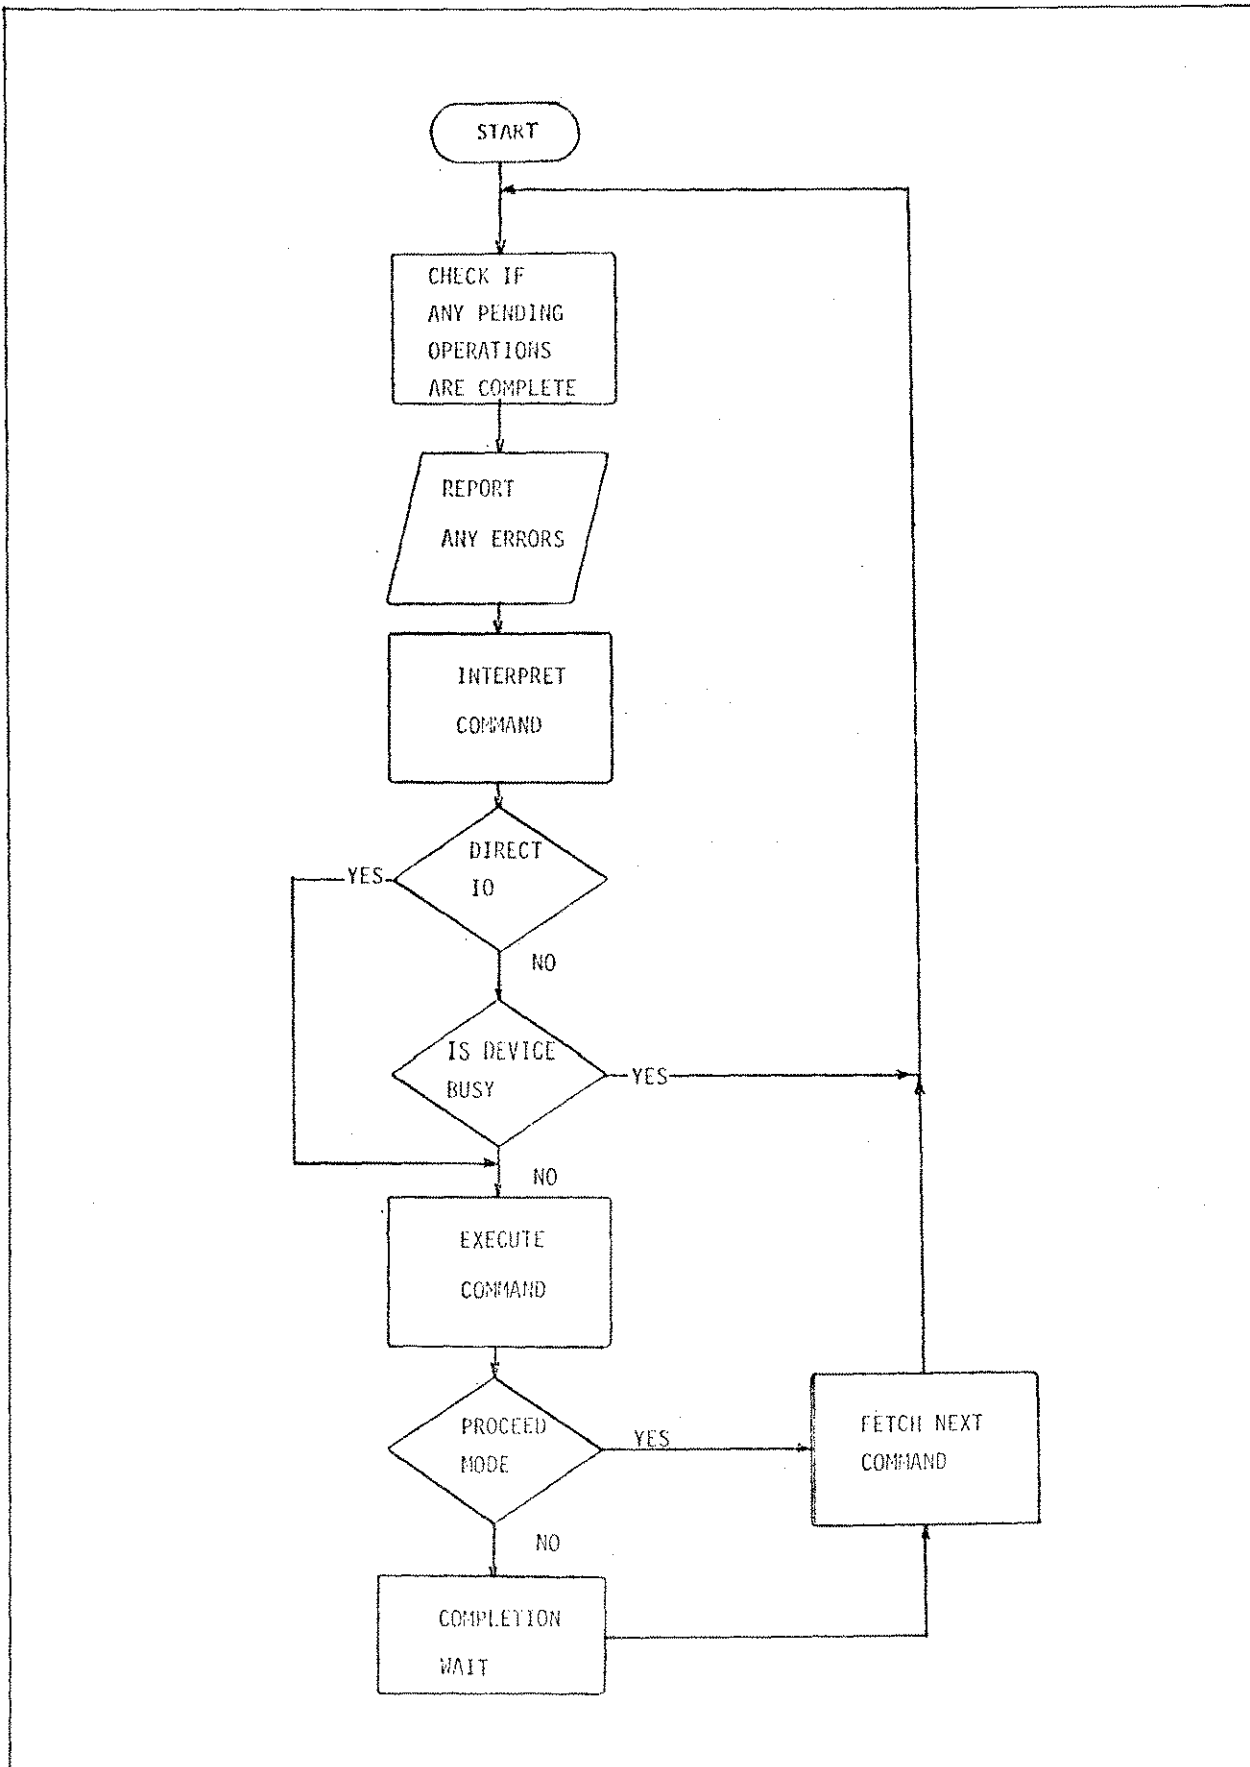 START
CHECK IF
ANY PENDING
OPERATIONS
ARE COMPLETE
REPORT
ANY ERRORS
INTERPRET
COMMAND
DIRECT
IO
YES
NO
IS DEVICE
BUSY
YES
NO
EXECUTE
COMMAND
PROCEED
MODE
YES
FETCH NEXT
COMMAND
NO
COMPLETION
WAIT